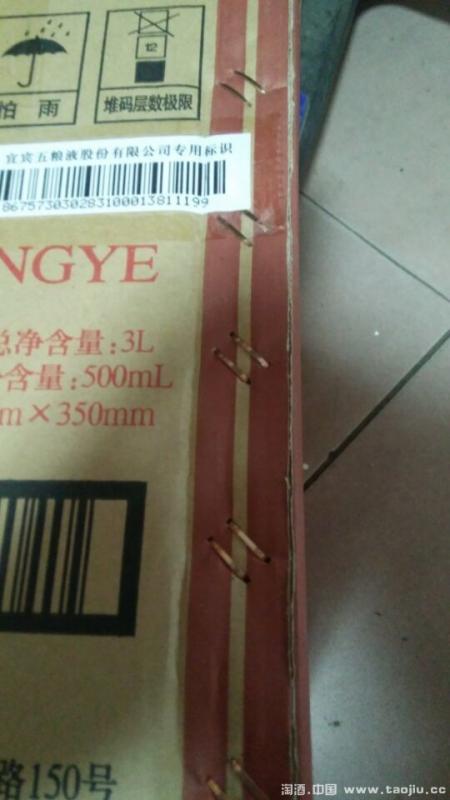 怕 雨
12
堆码层数极限
宜宾五粮液股份有限公司专用标识
867573030283100013811199
NGYE
总净含量:3L
含量:500mL
m×350mm
路150号
淘酒.中国 www.taojiu.cc